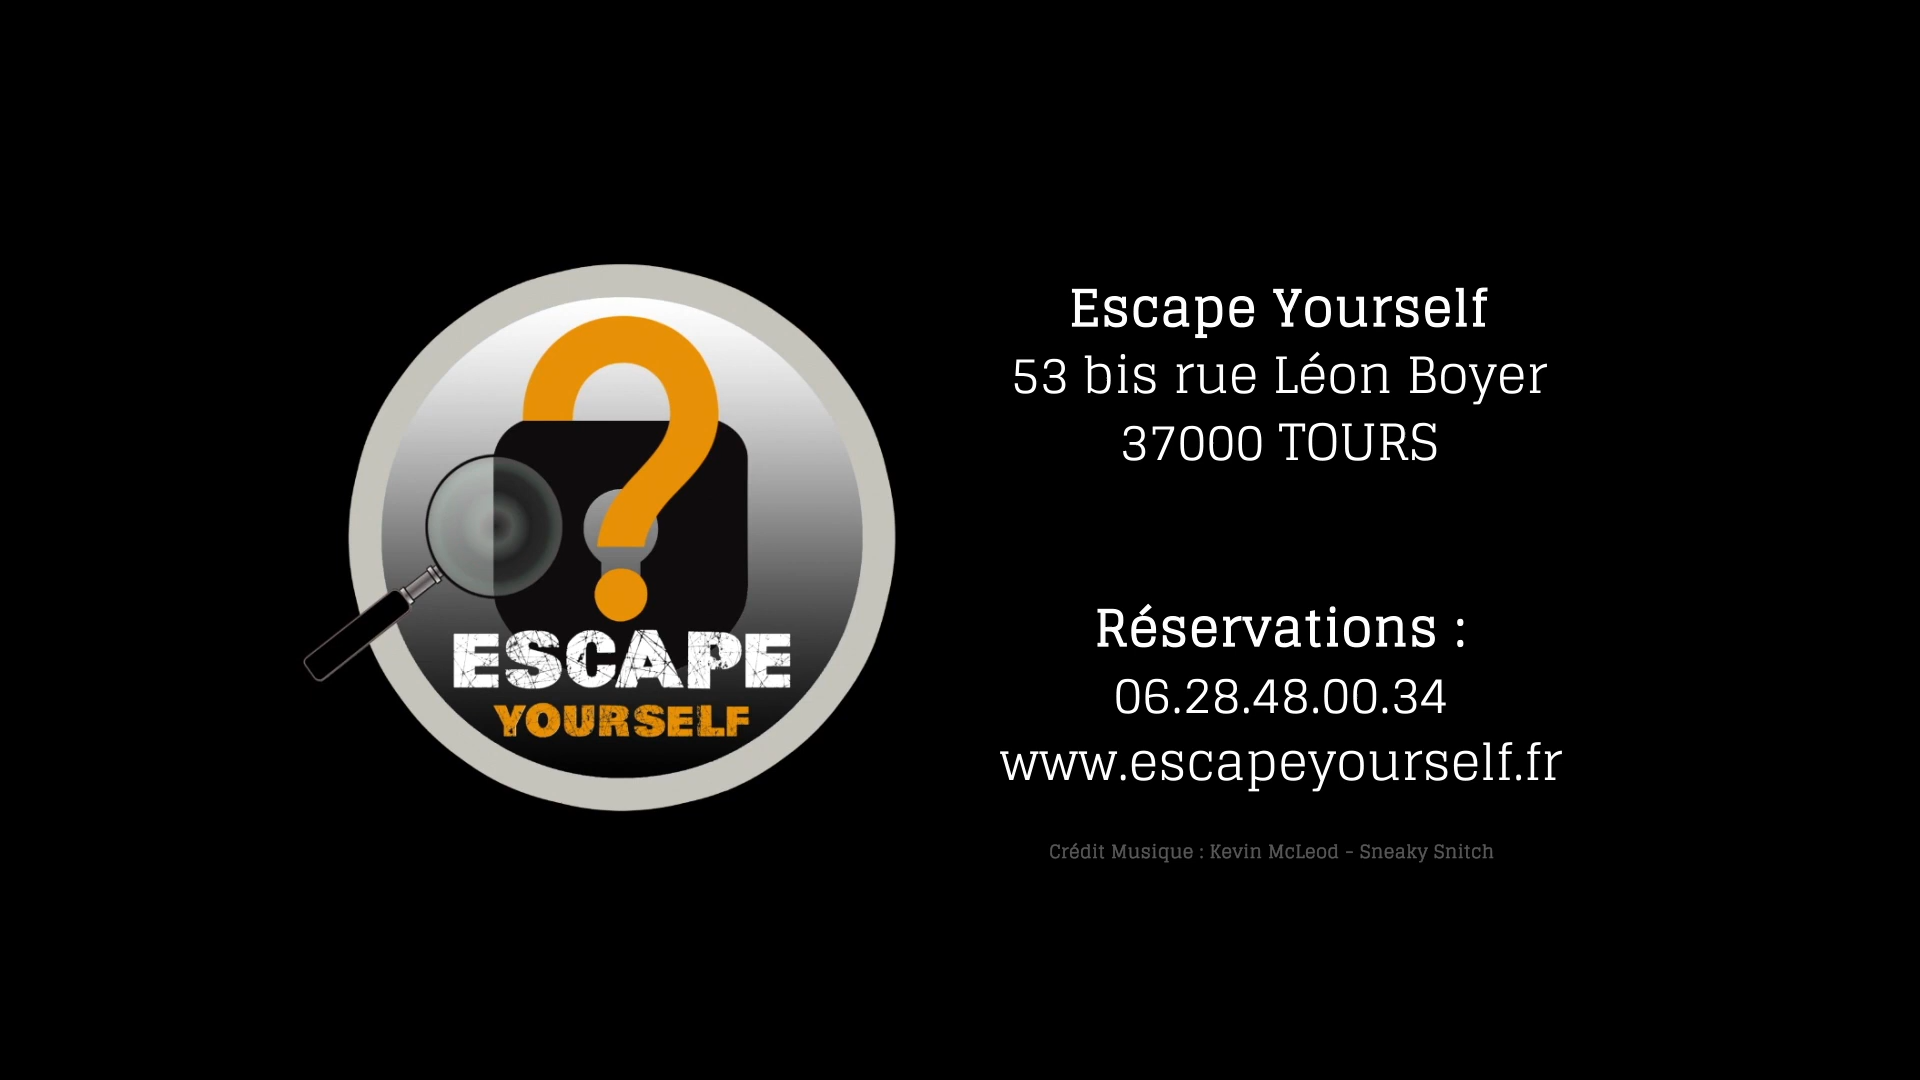 ESCAPE
YOURSELF
Escape Yourself
53 bis rue Léon Boyer
37000 TOURS
Réservations :
06.28.48.00.34
www.escapeyourself.fr
Crédit Musique : Kevin McLeod - Sneaky Snitch